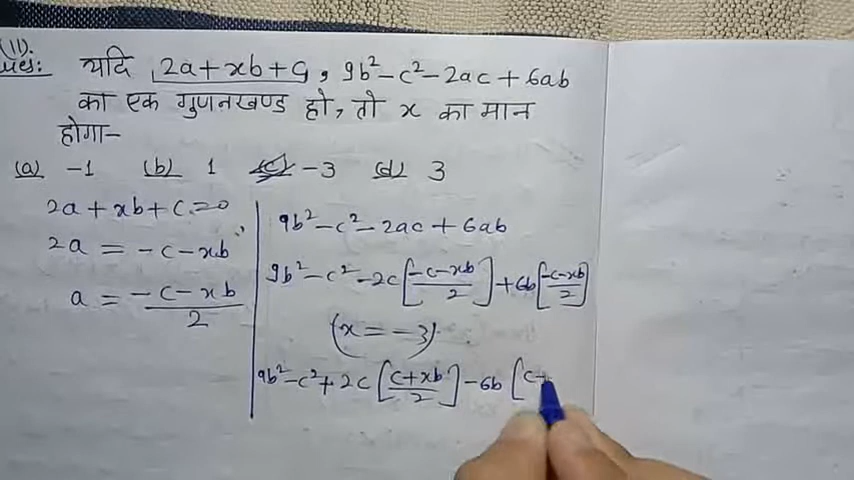 (11).
यदि 2a+xb+c, 9b²-c²-2ac+6ab
का एक गुणनखण्ड हो, तो x का मान
होगा-
(a) -1 (b) 1 (c) -3 (d) 3
2a+xb+c=0
2a = -c-xb
a = -c-xb/2
9b²-c²-2ac+6ab
9b²-c²-2c[-c-xb/2]+6b[-c-xb/2]
(x=-3)
9b²-c²+2c[c+xb/2]-6b[c+